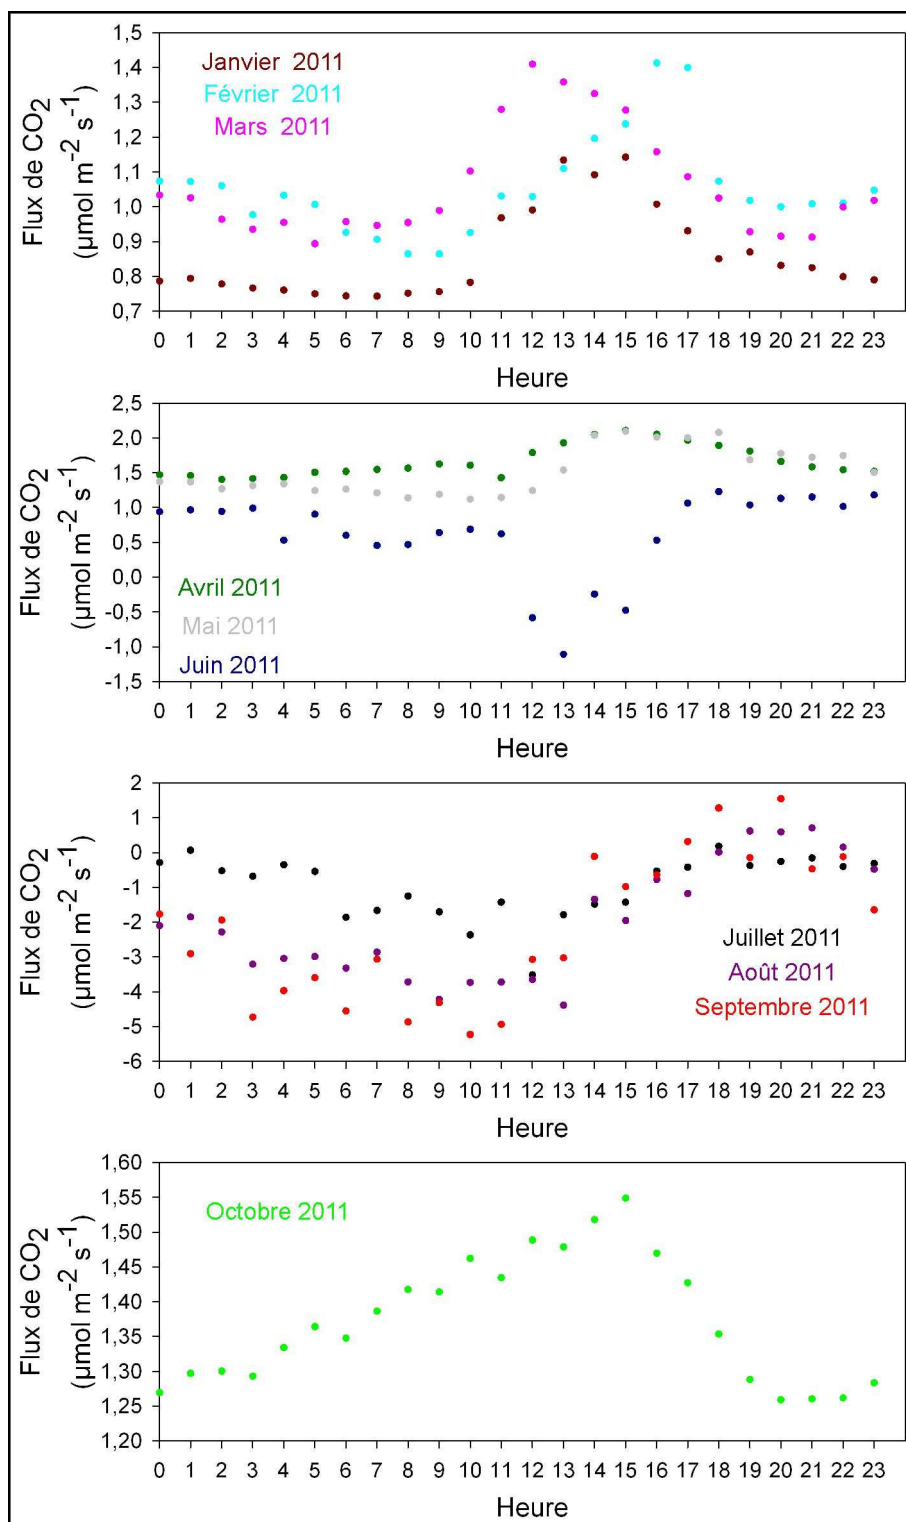 1,5
1,4
1,3
1,2
1,1
1,0
0,9
0,8
0,7
Flux de CO2
(µmol m-2 s-1)
Janvier 2011
Février 2011
Mars 2011
0 1 2 3 4 5 6 7 8 9 10 11 12 13 14 15 16 17 18 19 20 21 22 23
Heure
2,5
2,0
1,5
1,0
0,5
0,0
-0,5
-1,0
-1,5
Flux de CO2
(µmol m-2 s-1)
Avril 2011
Mai 2011
Juin 2011
0 1 2 3 4 5 6 7 8 9 10 11 12 13 14 15 16 17 18 19 20 21 22 23
Heure
2
1
0
-1
-2
-3
-4
-5
-6
Flux de CO2
(µmol m-2 s-1)
Juillet 2011
Août 2011
Septembre 2011
0 1 2 3 4 5 6 7 8 9 10 11 12 13 14 15 16 17 18 19 20 21 22 23
Heure
1,60
1,55
1,50
1,45
1,40
1,35
1,30
1,25
1,20
Flux de CO2
(µmol m-2 s-1)
Octobre 2011
0 1 2 3 4 5 6 7 8 9 10 11 12 13 14 15 16 17 18 19 20 21 22 23
Heure